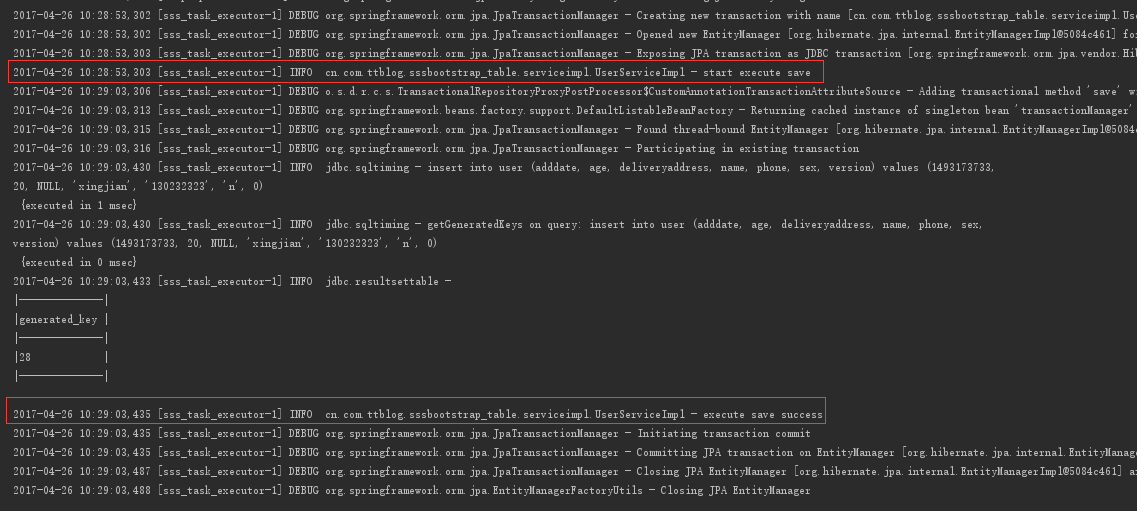 2017-04-26 10:28:53,302 [sss_task_executor-1] DEBUG org.springframework.orm.jpa.JpaTransactionManager - Creating new transaction with name [cn.com.ttblog.sssbootstrap_table.serviceimpl.Us
2017-04-26 10:28:53,302 [sss_task_executor-1] DEBUG org.springframework.orm.jpa.JpaTransactionManager - Opened new EntityManager [org.hibernate.jpa.internal.EntityManagerImpl@5084c461] for
2017-04-26 10:28:53,303 [sss_task_executor-1] DEBUG org.springframework.orm.jpa.JpaTransactionManager - Exposing JPA transaction as JDBC transaction [org.springframework.orm.jpa.vendor.Hi
2017-04-26 10:28:53,303 [sss_task_executor-1] INFO  cn.com.ttblog.sssbootstrap_table.serviceimpl.UserServiceImpl - start execute save
2017-04-26 10:29:03,306 [sss_task_executor-1] DEBUG o.s.d.r.c.s.TransactionalRepositoryProxyPostProcessor$CustomAnnotationTransactionAttributeSource - Adding transactional method 'save' wi
2017-04-26 10:29:03,313 [sss_task_executor-1] DEBUG org.springframework.beans.factory.support.DefaultListableBeanFactory - Returning cached instance of singleton bean 'transactionManager'
2017-04-26 10:29:03,315 [sss_task_executor-1] DEBUG org.springframework.orm.jpa.JpaTransactionManager - Found thread-bound EntityManager [org.hibernate.jpa.internal.EntityManagerImpl@5084c
2017-04-26 10:29:03,316 [sss_task_executor-1] DEBUG org.springframework.orm.jpa.JpaTransactionManager - Participating in existing transaction
2017-04-26 10:29:03,430 [sss_task_executor-1] INFO  jdbc.sqltiming - insert into user (adddate, age, deliveryaddress, name, phone, sex, version) values (1493173733,
20, NULL, 'xingjian', '130232323', 'n', 0)
{executed in 1 msec}
2017-04-26 10:29:03,430 [sss_task_executor-1] INFO  jdbc.sqltiming - getGeneratedKeys on query: insert into user (adddate, age, deliveryaddress, name, phone, sex,
version) values (1493173733, 20, NULL, 'xingjian', '130232323', 'n', 0)
{executed in 0 msec}
2017-04-26 10:29:03,433 [sss_task_executor-1] INFO  jdbc.resultsettable -
|--------------|
|generated_key |
|--------------|
|28            |
|--------------|
2017-04-26 10:29:03,435 [sss_task_executor-1] INFO  cn.com.ttblog.sssbootstrap_table.serviceimpl.UserServiceImpl - execute save success
2017-04-26 10:29:03,435 [sss_task_executor-1] DEBUG org.springframework.orm.jpa.JpaTransactionManager - Initiating transaction commit
2017-04-26 10:29:03,435 [sss_task_executor-1] DEBUG org.springframework.orm.jpa.JpaTransactionManager - Committing JPA transaction on EntityManager [org.hibernate.jpa.internal.EntityManage
2017-04-26 10:29:03,487 [sss_task_executor-1] DEBUG org.springframework.orm.jpa.JpaTransactionManager - Closing JPA EntityManager [org.hibernate.jpa.internal.EntityManagerImpl@5084c461] a
2017-04-26 10:29:03,488 [sss_task_executor-1] DEBUG org.springframework.orm.jpa.EntityManagerFactoryUtils - Closing JPA EntityManager